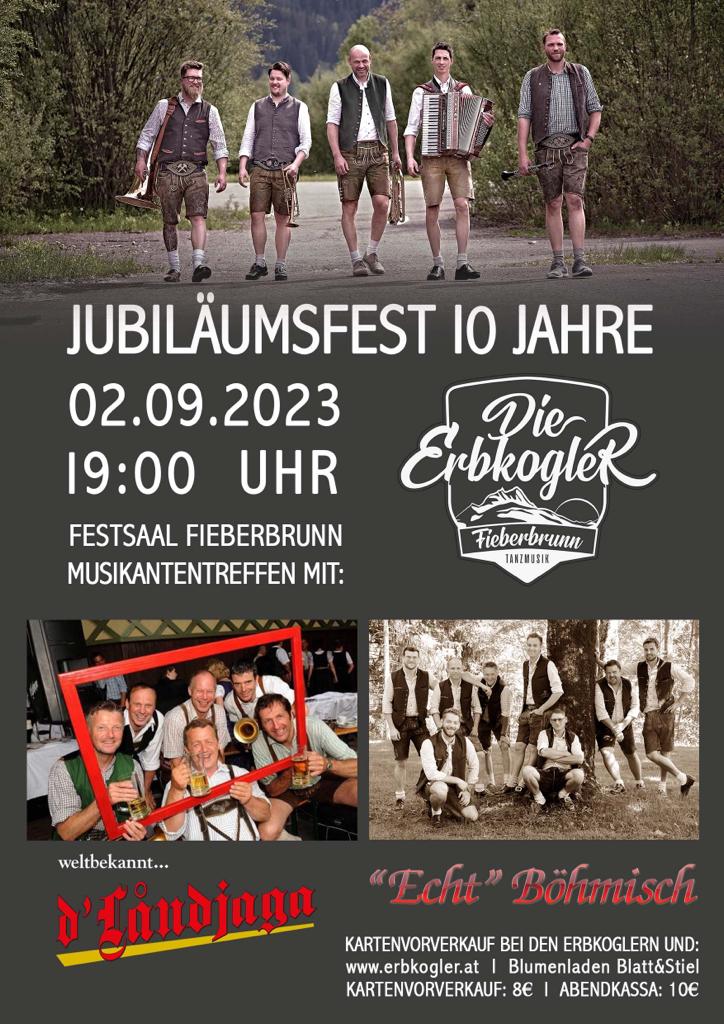 JUBILÄUMSFEST 10 JAHRE
02.09.2023
19:00 UHR
FESTSAAL FIEBERBRUNN
MUSIKANTENTREFFEN MIT:
Die
Erbkogler
Fieberbrunn
TANZMUSIK
weltbekannt...
d'Låndjaga
"Echt" Böhmisch
KARTENVORVERKAUF BEI DEN ERBKOGLERN UND:
www.erbkogler.at I Blumenladen Blatt&Stiel
KARTENVORVERKAUF: 8€ I ABENDKASSA: 10€